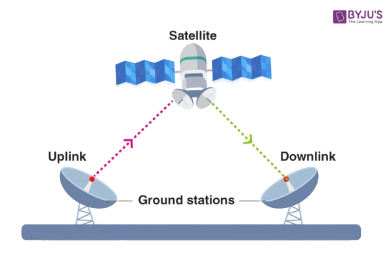 BYJU'S
The Learning App
Satellite
Uplink
Downlink
Ground stations